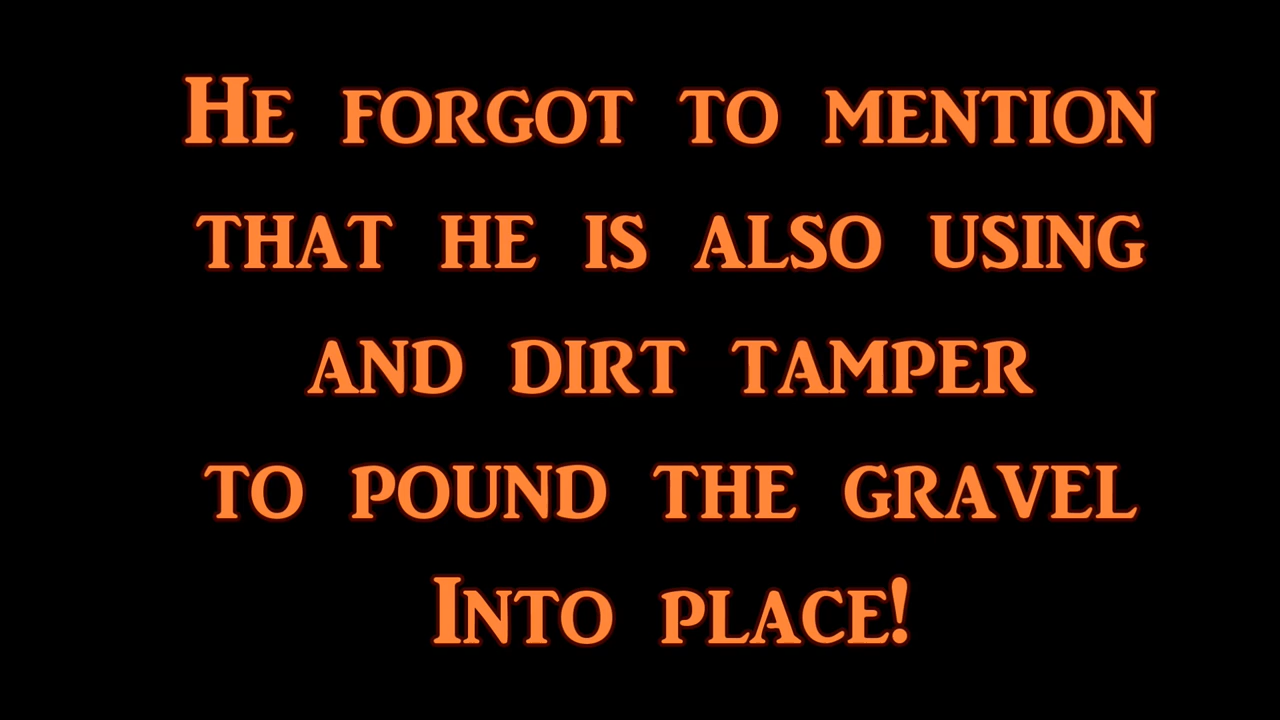 He forgot to mention
that he is also using
and dirt tamper
to pound the gravel
Into place!